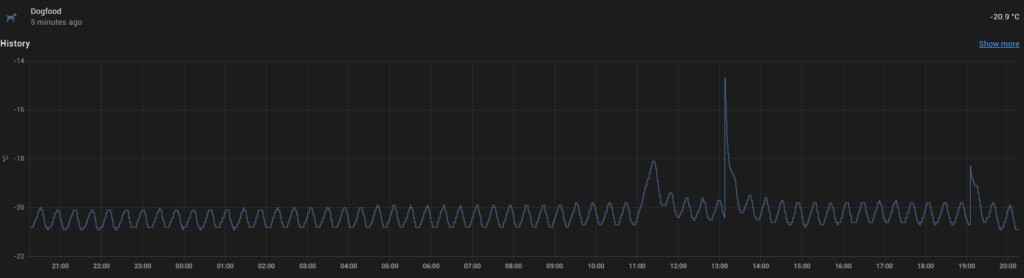 Dogfood
5 minutes ago
-20.9 °C
History
Show more
-14
-16
-18
-20
-22
°C
21:00 22:00 23:00 00:00 01:00 02:00 03:00 04:00 05:00 06:00 07:00 08:00 09:00 10:00 11:00 12:00 13:00 14:00 15:00 16:00 17:00 18:00 19:00 20:00